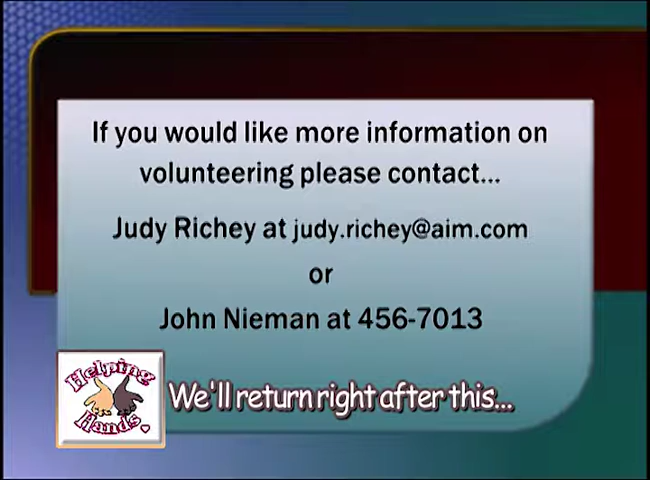 If you would like more information on
volunteering please contact...
Judy Richey at judy.richey@aim.com
or
John Nieman at 456-7013
Helping
Hands
We'll return right after this...